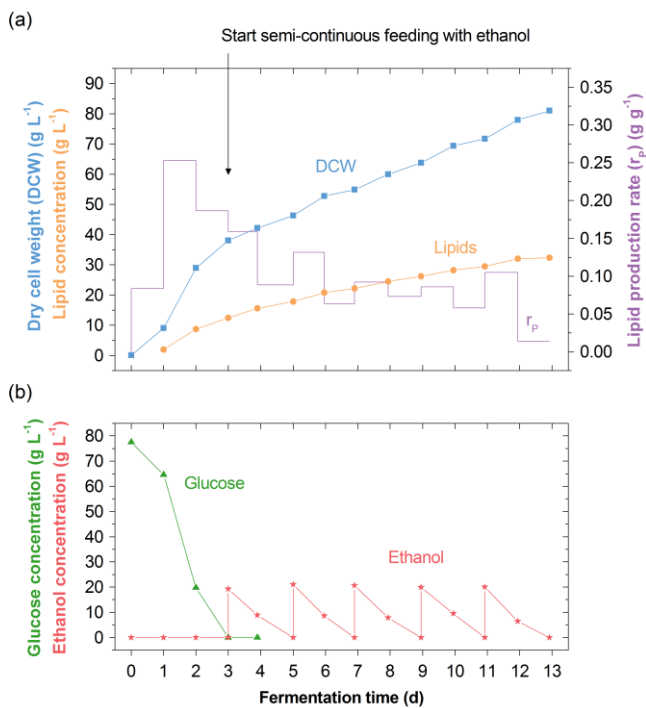 (a)
Start semi-continuous feeding with ethanol
Dry cell weight (DCW) (g L⁻¹)
Lipid concentration (g L⁻¹)
90
80
70
60
50
40
30
20
10
0
DCW
Lipids
rₚ
0.35
0.30
0.25
0.20
0.15
0.10
0.05
0.00
Lipid production rate (rₚ) (g g⁻¹)
(b)
Glucose concentration (g L⁻¹)
Ethanol concentration (g L⁻¹)
80
70
60
50
40
30
20
10
0
Glucose
Ethanol
0 1 2 3 4 5 6 7 8 9 10 11 12 13
Fermentation time (d)